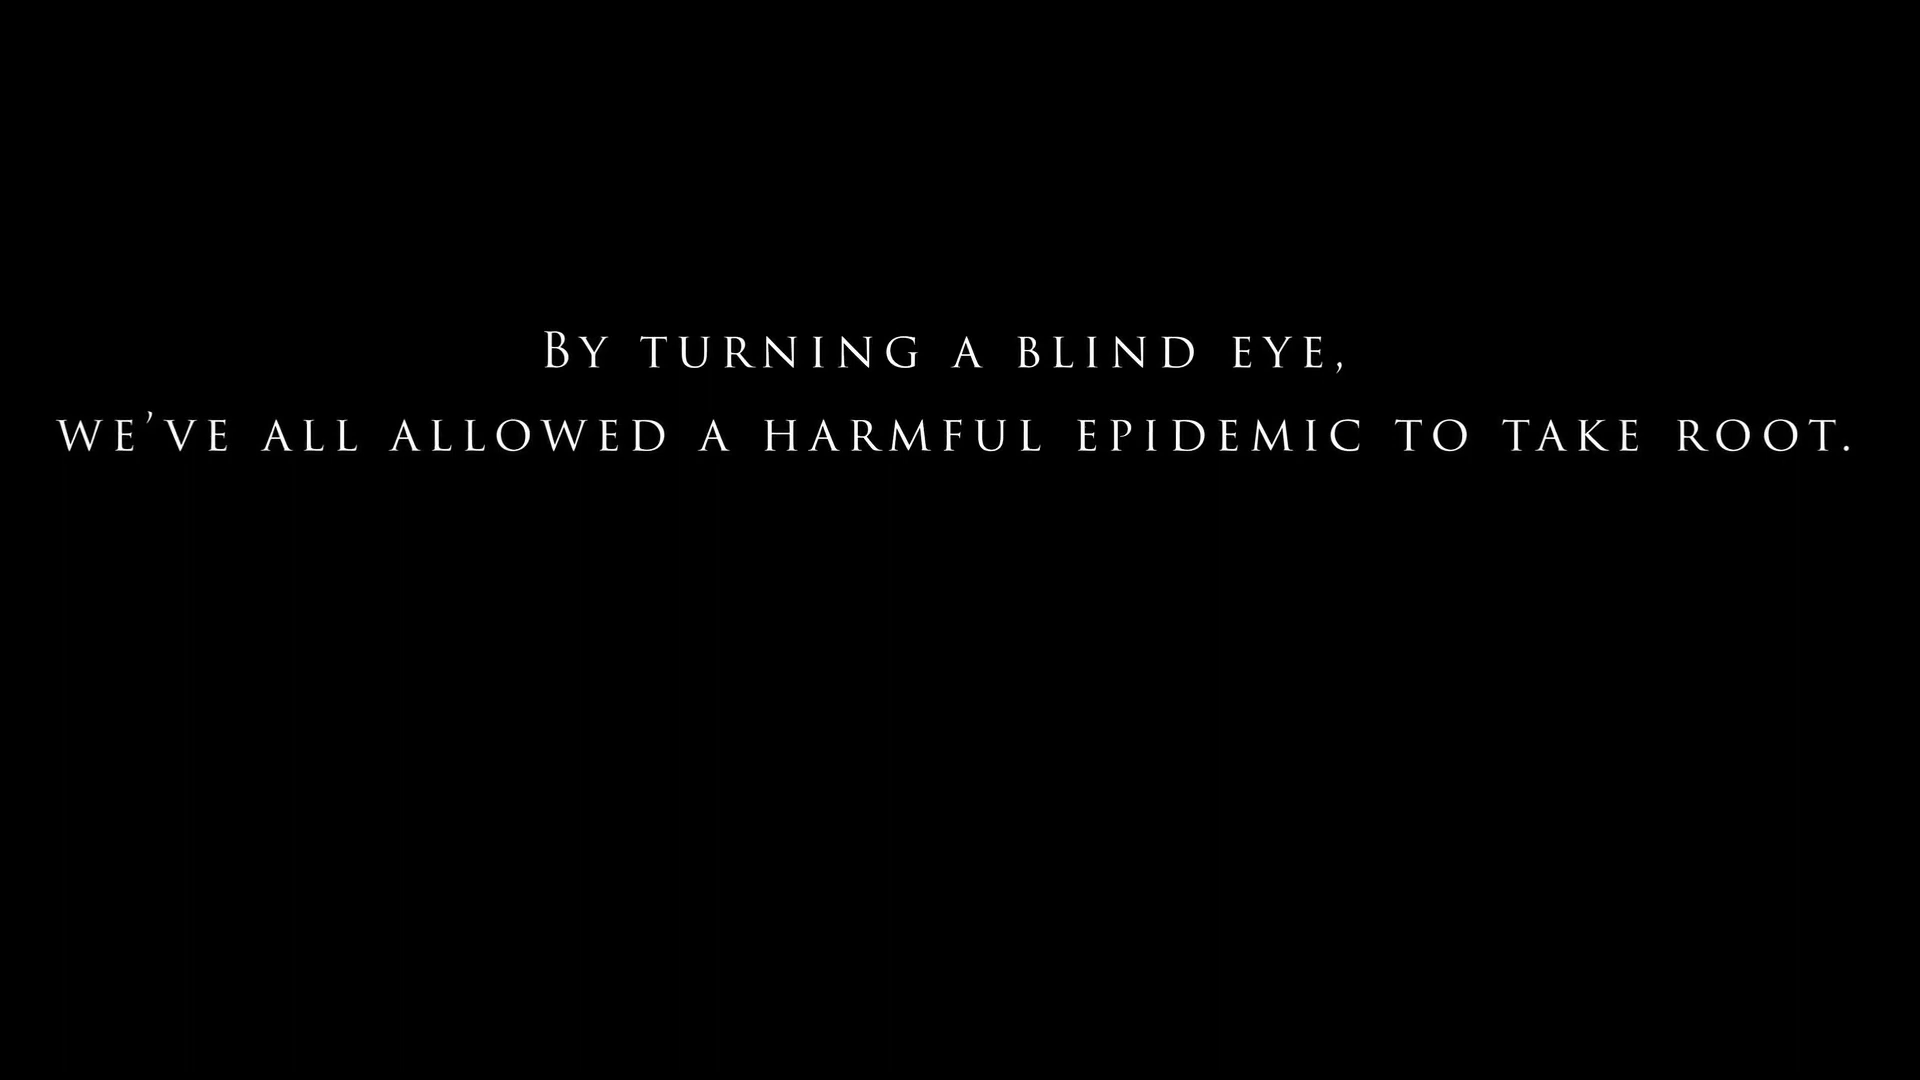 By turning a blind eye,
we’ve all allowed a harmful epidemic to take root.